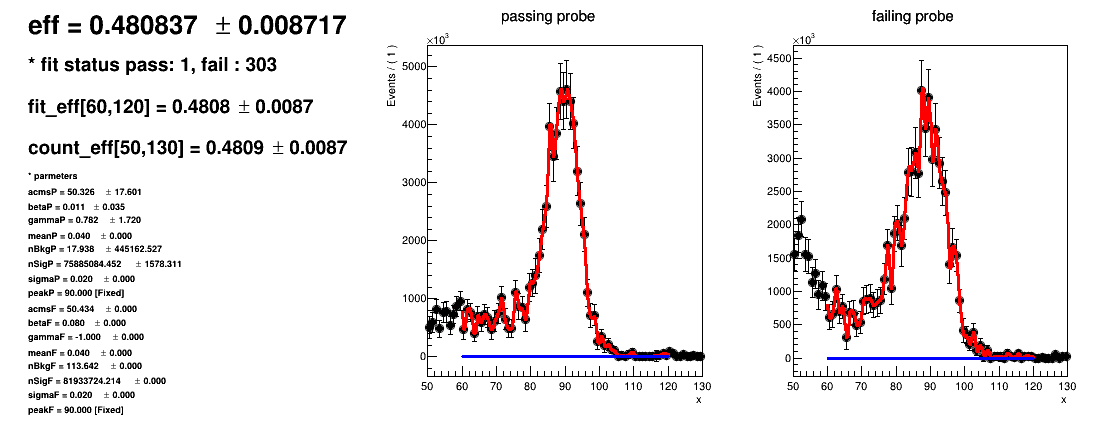 eff = 0.480837 ± 0.008717
* fit status pass: 1, fail : 303
fit_eff[60,120] = 0.4808 ± 0.0087
count_eff[50,130] = 0.4809 ± 0.0087
* parmeters
acmsP = 50.326 ± 17.601
betaP = 0.011 ± 0.035
gammaP = 0.782 ± 1.720
meanP = 0.040 ± 0.000
nBkgP = 17.938 ± 445162.527
nSigP = 75885084.452 ± 1578.311
sigmaP = 0.020 ± 0.000
peakP = 90.000 [Fixed]
acmsF = 50.434 ± 0.000
betaF = 0.080 ± 0.000
gammaF = -1.000 ± 0.000
meanF = 0.040 ± 0.000
nBkgF = 113.642 ± 0.000
nSigF = 81933724.214 ± 0.000
sigmaF = 0.020 ± 0.000
peakF = 90.000 [Fixed]
passing probe
×10³
Events / ( 1 )
5000
4000
3000
2000
1000
0
50 60 70 80 90 100 110 120 130
x
failing probe
×10³
Events / ( 1 )
4500
4000
3500
3000
2500
2000
1500
1000
500
0
50 60 70 80 90 100 110 120 130
x